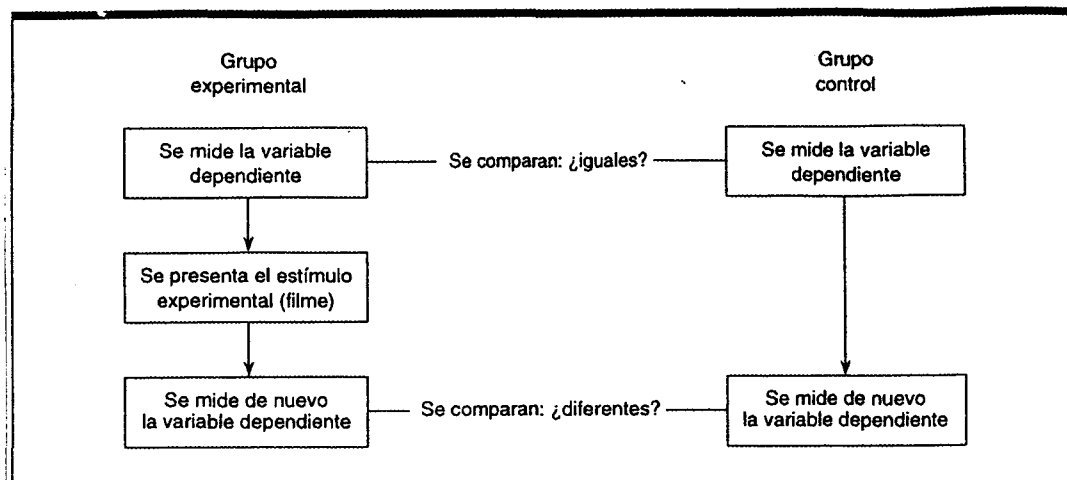 Grupo
experimental
Grupo
control
Se mide la variable
dependiente
Se comparan: ¿iguales?
Se mide la variable
dependiente
Se presenta el estímulo
experimental (filme)
Se mide de nuevo
la variable dependiente
Se comparan: ¿diferentes?
Se mide de nuevo
la variable dependiente